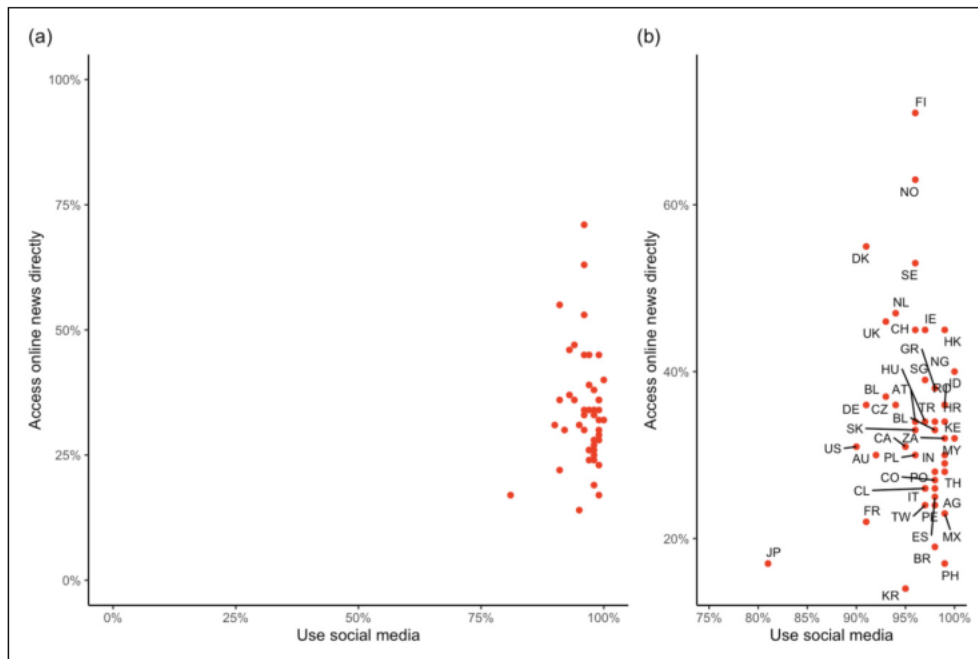 (a)
Access online news directly
100%
75%
50%
25%
0%
0% 25% 50% 75% 100%
Use social media
(b)
Access online news directly
60%
40%
20%
FI
NO
DK
SE
NL
UK CH IE
HK
GR
HU SG NG
ID
BL AT RO
DE CZ TR HR
BL KE
SK
US CA ZA MY
AU PL IN
CO PO TH
CL IT AG
FR TW PE
ES MX
JP BR
PH
KR
75% 80% 85% 90% 95% 100%
Use social media